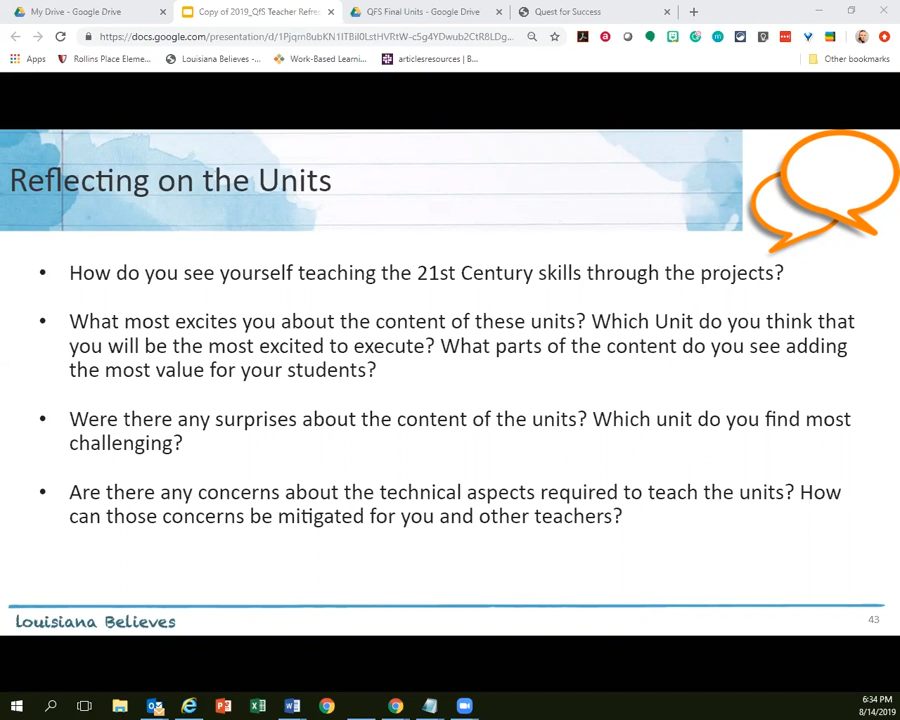 My Drive - Google Drive
Copy of 2019_QfS Teacher Refre
QFS Final Units - Google Drive
Quest for Success
https://docs.google.com/presentation/d/1Pjqrn8ubKN1ITBil0LstHVRtW-c5g4YDwub2CtR8LDg...
Apps
Rollins Place Eleme...
Louisiana Believes -...
Work-Based Learni...
articlesresources | B...
Other bookmarks
Reflecting on the Units
• How do you see yourself teaching the 21st Century skills through the projects?
• What most excites you about the content of these units? Which Unit do you think that
you will be the most excited to execute? What parts of the content do you see adding
the most value for your students?
• Were there any surprises about the content of the units? Which unit do you find most
challenging?
• Are there any concerns about the technical aspects required to teach the units? How
can those concerns be mitigated for you and other teachers?
Louisiana Believes
43
6:34 PM
8/14/2019